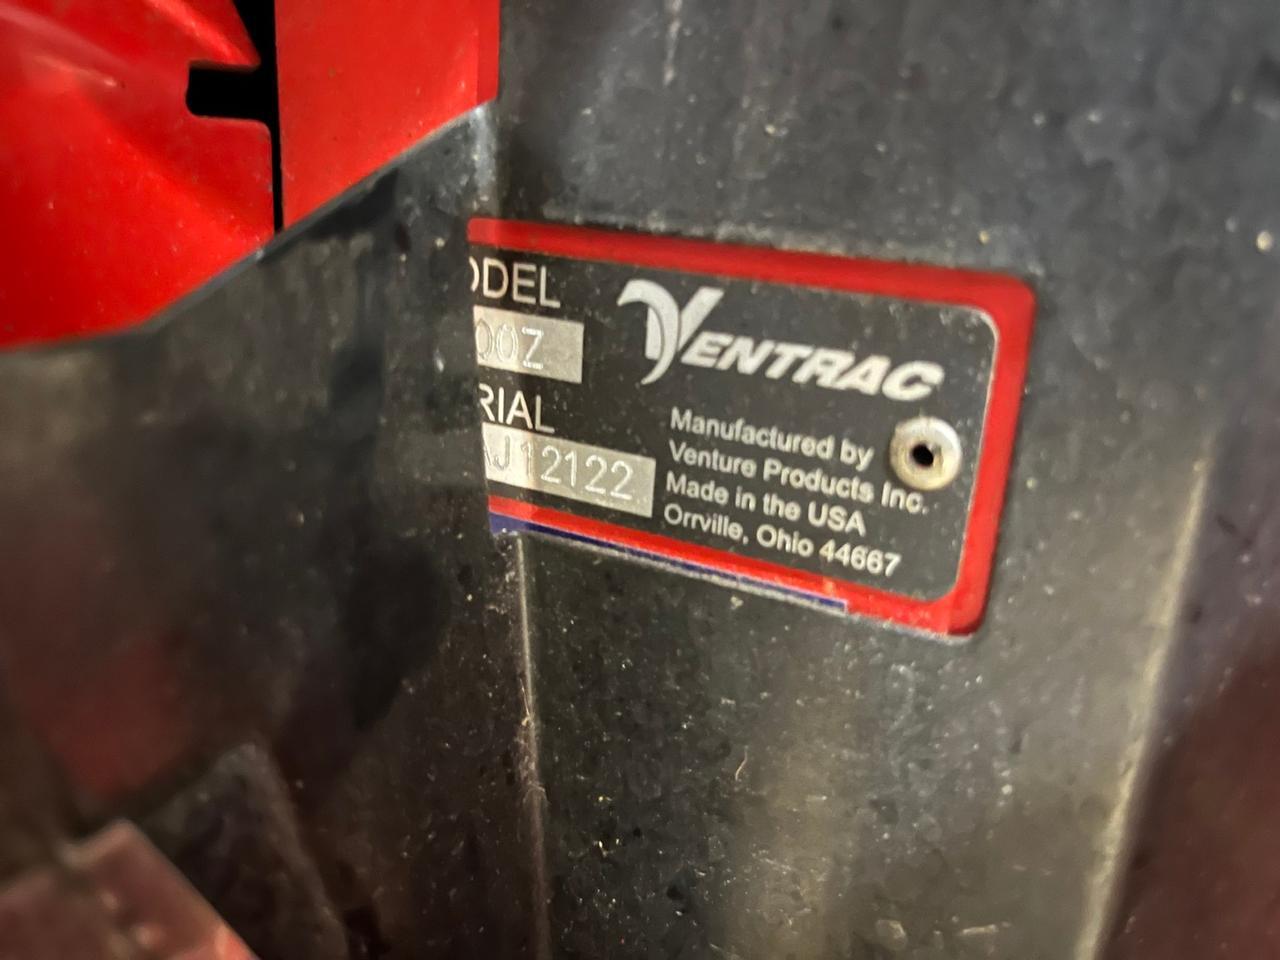 ODEL
00Z
VENTRAC
RIAL
AJ12122
Manufactured by
Venture Products Inc.
Made in the USA
Orrville, Ohio 44667